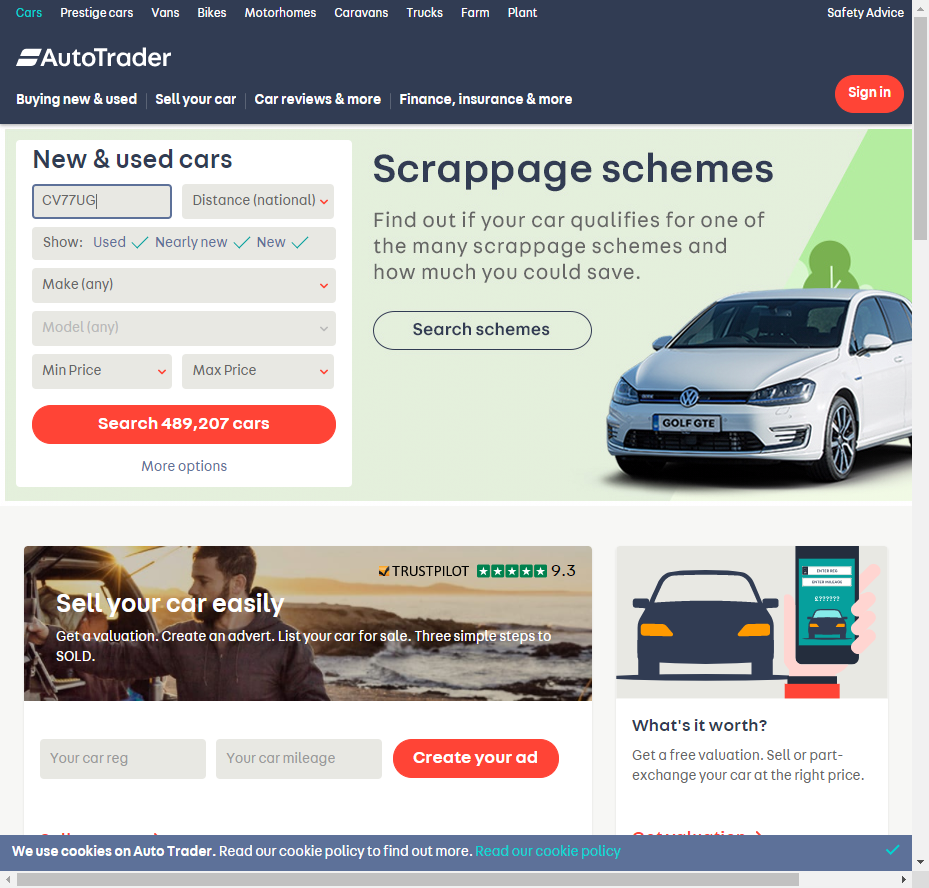 Cars Prestige cars Vans Bikes Motorhomes Caravans Trucks Farm Plant Safety Advice
AutoTrader
Buying new & used Sell your car Car reviews & more Finance, insurance & more Sign in
New & used cars
CV77UG
Distance (national)
Show: Used Nearly new New
Make (any)
Model (any)
Min Price Max Price
Search 489,207 cars
More options
Scrappage schemes
Find out if your car qualifies for one of
the many scrappage schemes and
how much you could save.
Search schemes
GOLF GTE
TRUSTPILOT 9.3
Sell your car easily
Get a valuation. Create an advert. List your car for sale. Three simple steps to
SOLD.
Your car reg Your car mileage Create your ad
ENTER REG
ENTER MILEAGE
£??????
What's it worth?
Get a free valuation. Sell or part-
exchange your car at the right price.
We use cookies on Auto Trader. Read our cookie policy to find out more. Read our cookie policy